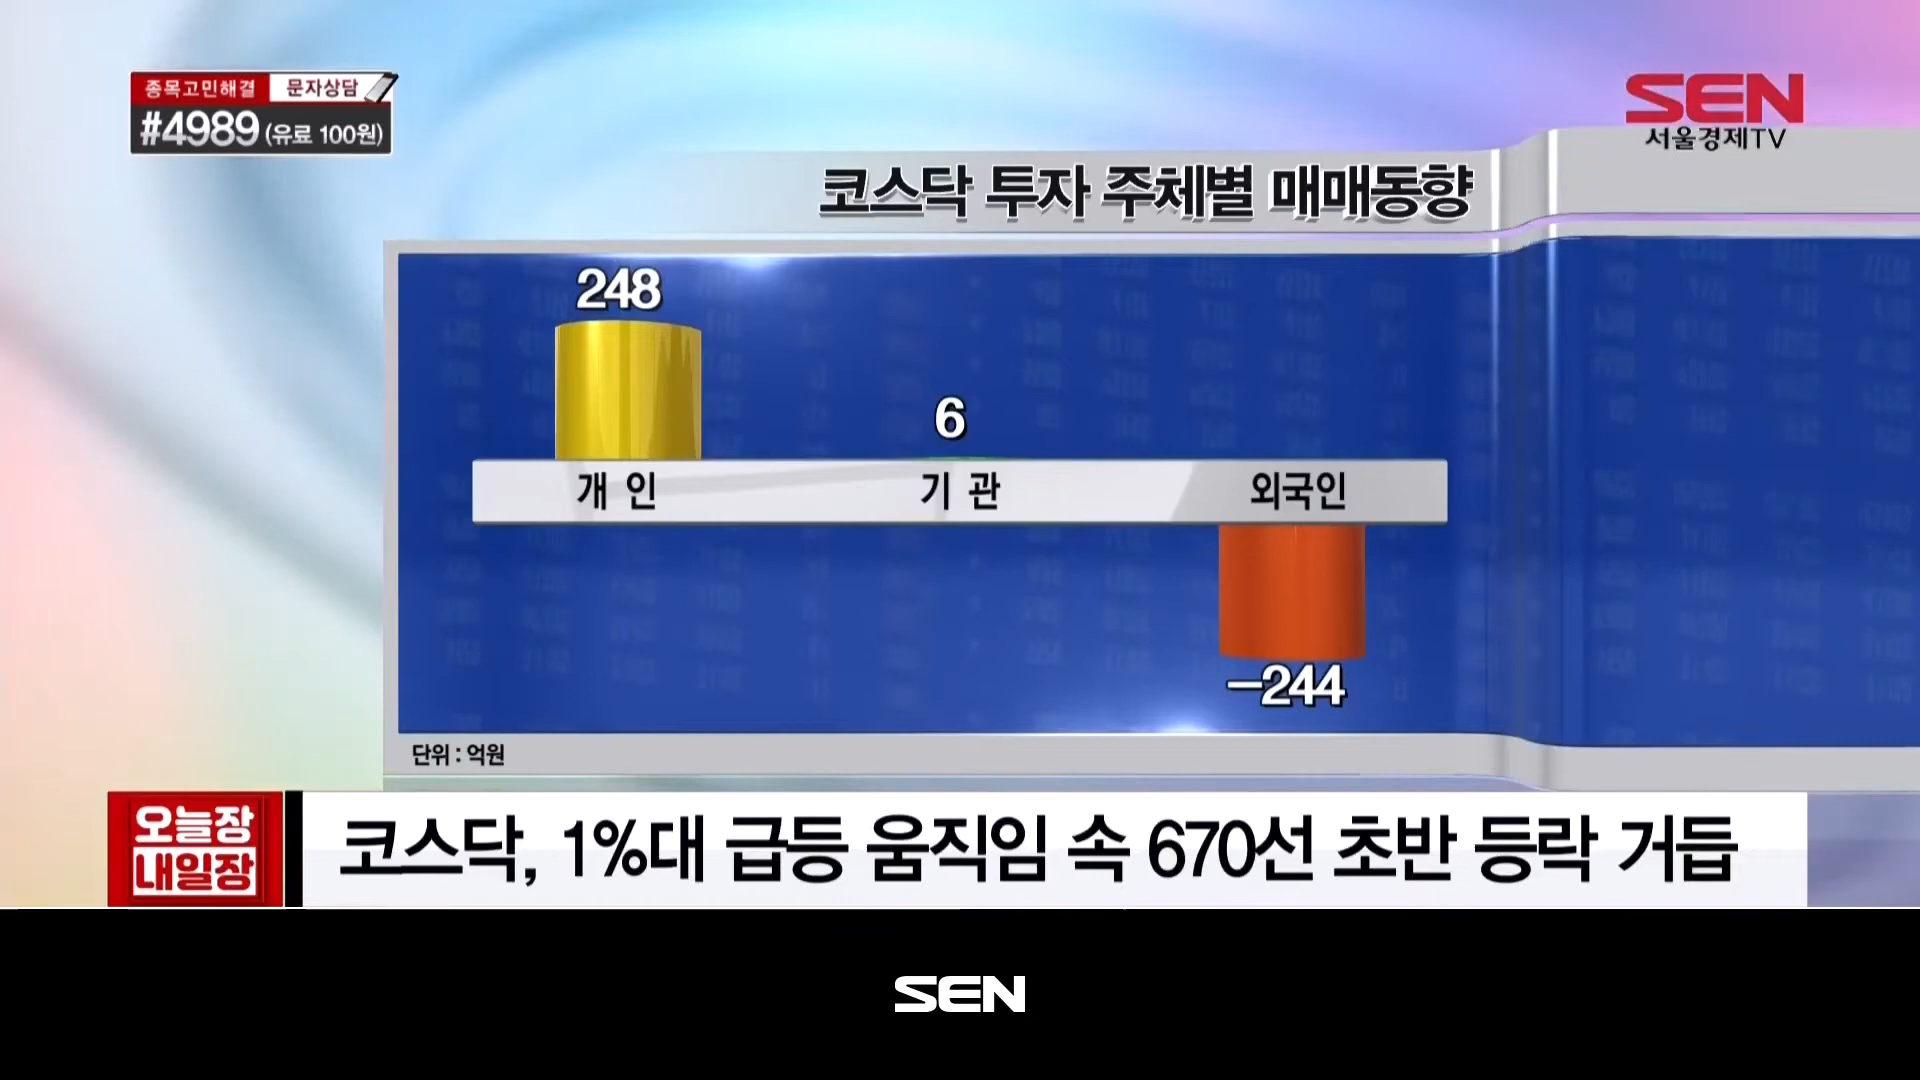 종목고민해결 문자상담
#4989 (유료 100원)
SEN
서울경제TV
코스닥 투자 주체별 매매동향
248
6
개 인 기 관 외국인
-244
단위 : 억원
오늘장
내일장
코스닥, 1%대 급등 움직임 속 670선 초반 등락 거듭
SEN